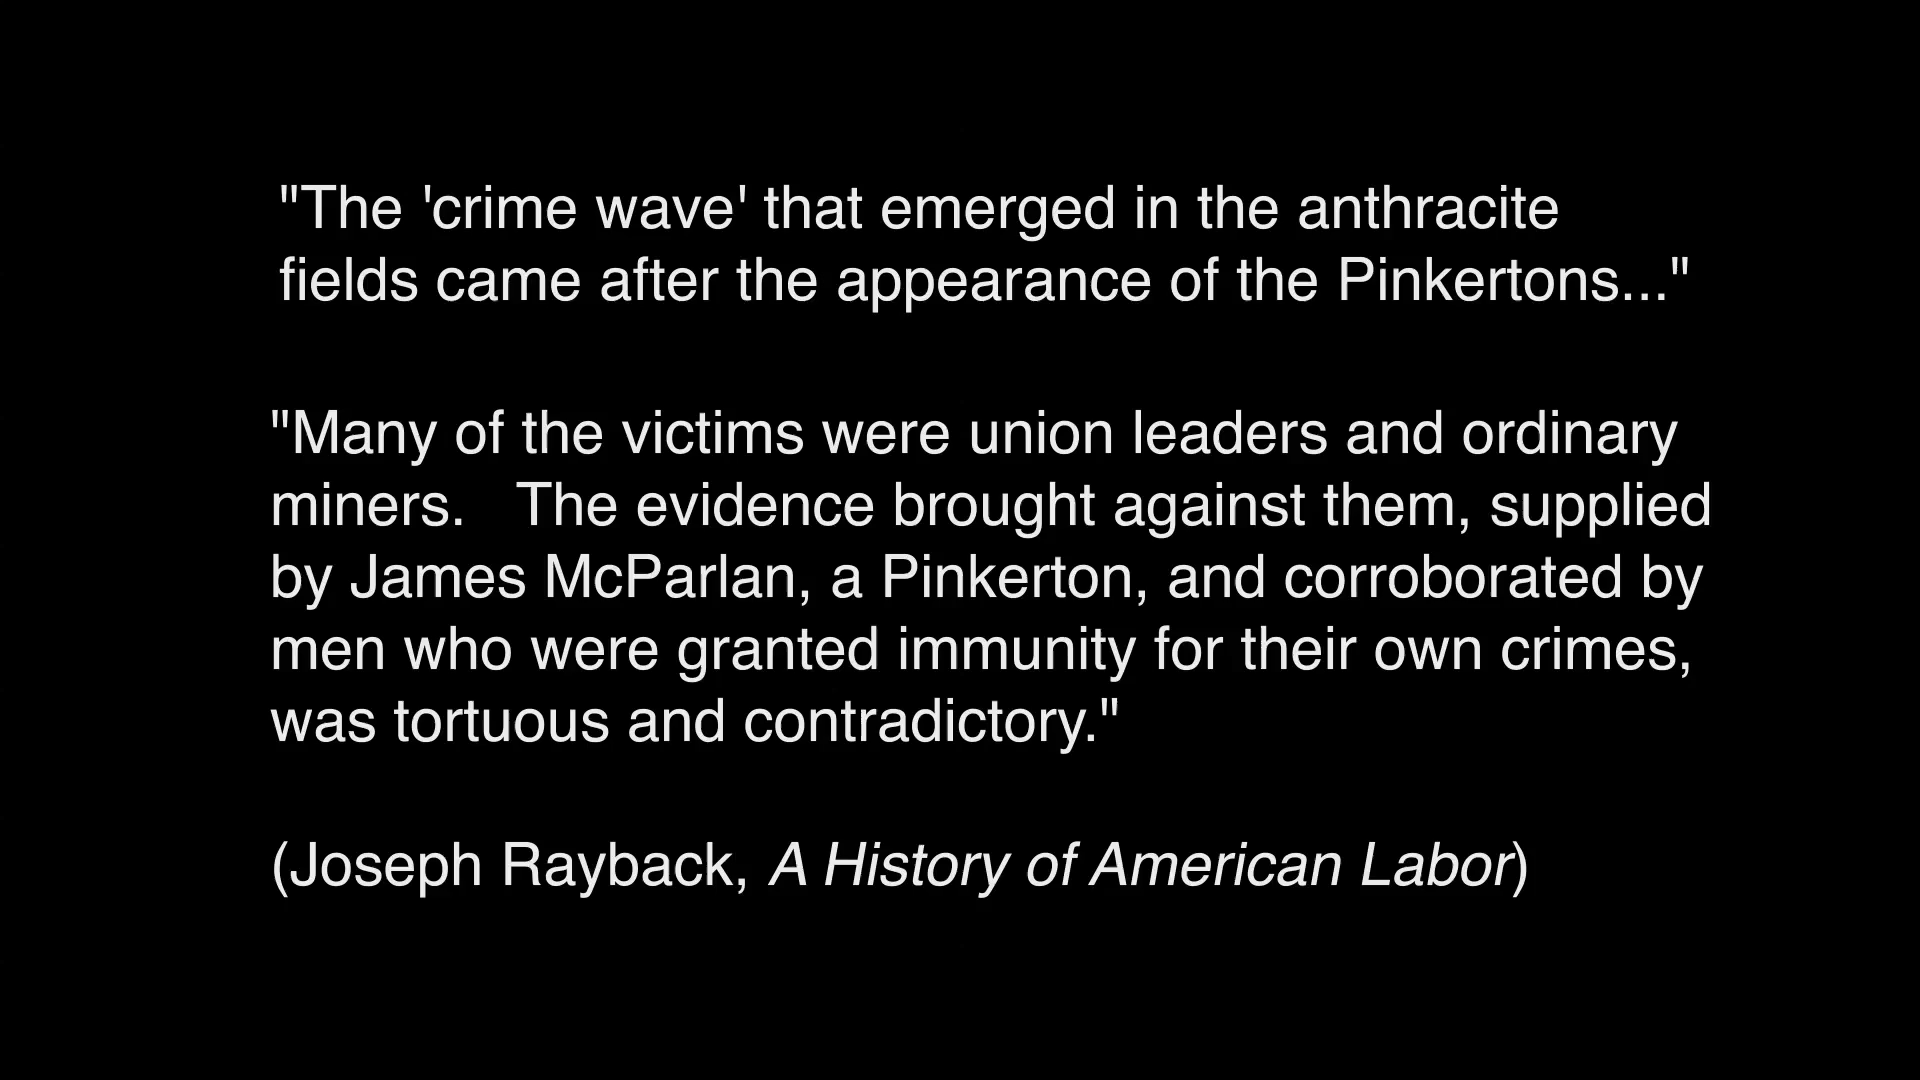 "The 'crime wave' that emerged in the anthracite
fields came after the appearance of the Pinkertons..."
"Many of the victims were union leaders and ordinary
miners.   The evidence brought against them, supplied
by James McParlan, a Pinkerton, and corroborated by
men who were granted immunity for their own crimes,
was tortuous and contradictory."
(Joseph Rayback, A History of American Labor)